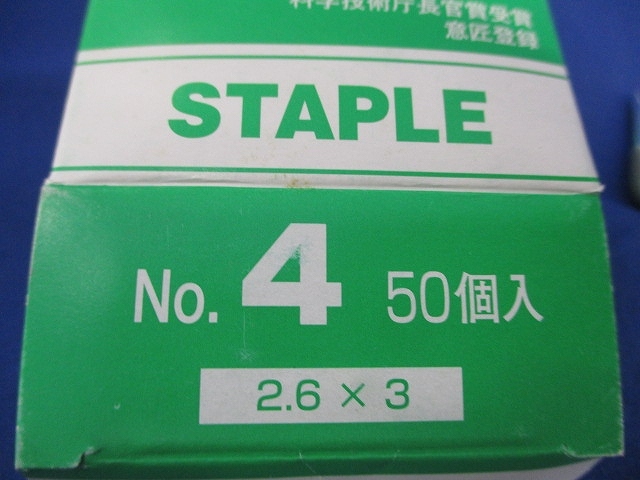 科学技術庁長官賞受賞
意匠登録
STAPLE
No. 4 50個入
2.6 × 3